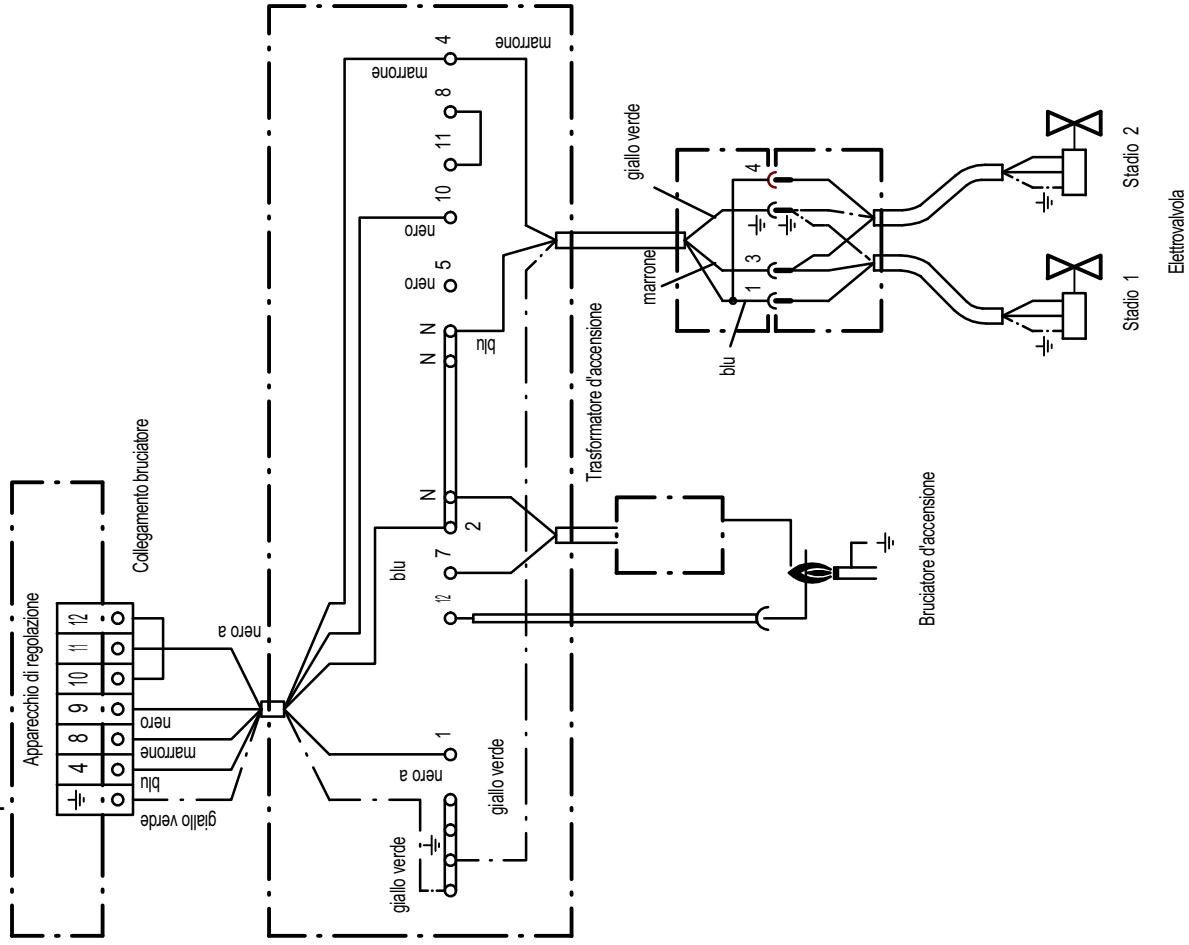 Apparecchio di regolazione
4
8
9
10
11
12
Collegamento bruciatore
giallo verde
blu
marrone
nero
nero a
giallo verde
giallo verde
nero a
1
12
7
2
N
blu
N
N
blu
5
nero
10
nero
11
8
4
marrone
marrone
Trasformatore d'accensione
Bruciatore d'accensione
blu
marrone
giallo verde
1
3
4
Stadio 1
Stadio 2
Elettrovalvola